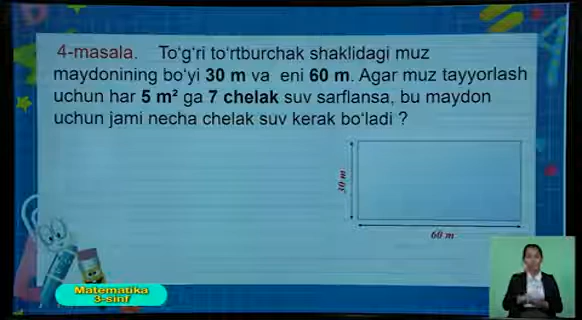 4-masala. To‘g‘ri to‘rtburchak shaklidagi muz
maydonining bo‘yi 30 m va eni 60 m. Agar muz tayyorlash
uchun har 5 m² ga 7 chelak suv sarflansa, bu maydon
uchun jami necha chelak suv kerak bo‘ladi ?
30 m
60 m
Matematika
3-sinf